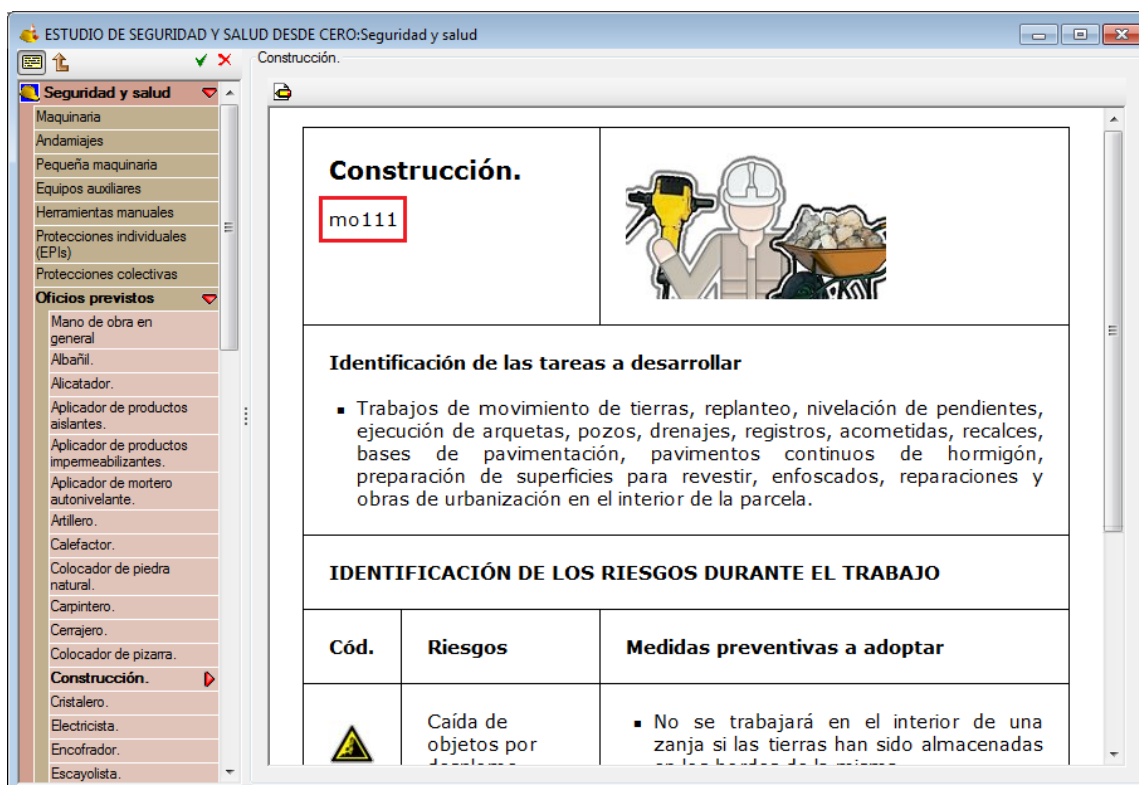 ESTUDIO DE SEGURIDAD Y SALUD DESDE CERO:Seguridad y salud
Seguridad y salud
Maquinaria
Andamiajes
Pequeña maquinaria
Equipos auxiliares
Herramientas manuales
Protecciones individuales
(EPIs)
Protecciones colectivas
Oficios previstos
Mano de obra en
general
Albañil.
Alicatador.
Aplicador de productos
aislantes.
Aplicador de productos
impermeabilizantes.
Aplicador de mortero
autonivelante.
Artillero.
Calefactor.
Colocador de piedra
natural.
Carpintero.
Cerrajero.
Colocador de pizarra.
Construcción.
Cristalero.
Electricista.
Encofrador.
Escayolista.
Construcción.
Construcción.
mo111
Identificación de las tareas a desarrollar
Trabajos de movimiento de tierras, replanteo, nivelación de pendientes,
ejecución de arquetas, pozos, drenajes, registros, acometidas, recalces,
bases de pavimentación, pavimentos continuos de hormigón,
preparación de superficies para revestir, enfoscados, reparaciones y
obras de urbanización en el interior de la parcela.
IDENTIFICACIÓN DE LOS RIESGOS DURANTE EL TRABAJO
Cód. Riesgos Medidas preventivas a adoptar
Caída de
objetos por
No se trabajará en el interior de una
zanja si las tierras han sido almacenadas